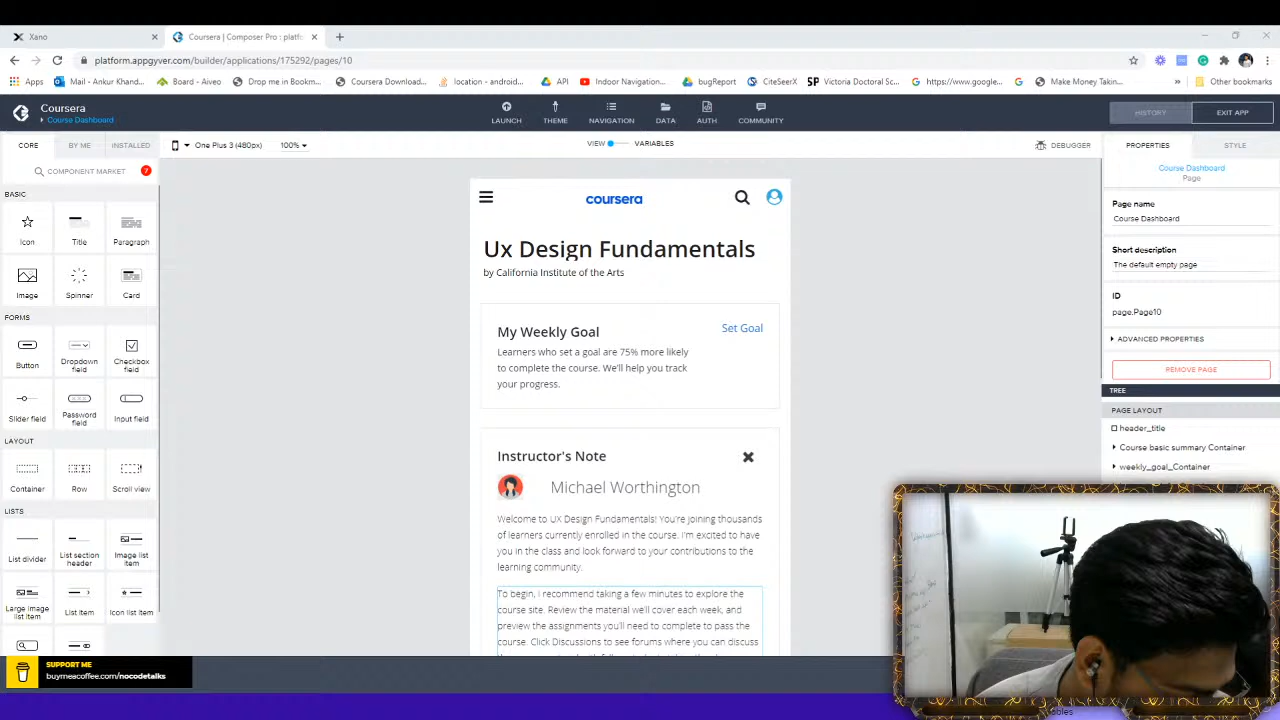 Xano
Coursera | Composer Pro : platf
platform.appgyver.com/builder/applications/175292/pages/10
Apps
Mail - Ankur Khand...
Board - Aiveo
Drop me in Bookm...
Coursera Download...
location - android...
API
Indoor Navigation...
bugReport
CiteSeerX
SP
Victoria Doctoral Sc...
https://www.google...
Make Money Takin...
»
Other bookmarks
Coursera
Course Dashboard
LAUNCH
THEME
NAVIGATION
DATA
AUTH
COMMUNITY
HISTORY
EXIT APP
CORE
BY ME
INSTALLED
One Plus 3 (480px)
100%
VIEW
VARIABLES
DEBUGGER
PROPERTIES
STYLE
COMPONENT MARKET
7
BASIC
Icon
Title
Paragraph
Image
Spinner
Card
FORMS
Button
Dropdown field
Checkbox field
Slider field
Password field
Input field
LAYOUT
Container
Row
Scroll view
LISTS
List divider
List section header
Image list item
Large image list item
List item
Icon list item
coursera
Ux Design Fundamentals
by California Institute of the Arts
My Weekly Goal
Set Goal
Learners who set a goal are 75% more likely
to complete the course. We'll help you track
your progress.
Instructor's Note
Michael Worthington
Welcome to UX Design Fundamentals! You're joining thousands
of learners currently enrolled in the course. I'm excited to have
you in the class and look forward to your contributions to the
learning community.
To begin, I recommend taking a few minutes to explore the
course site. Review the material we'll cover each week, and
preview the assignments you'll need to complete to pass the
course. Click Discussions to see forums where you can discuss
Course Dashboard
Page
Page name
Course Dashboard
Short description
The default empty page
ID
page.Page10
ADVANCED PROPERTIES
REMOVE PAGE
TREE
PAGE LAYOUT
header_title
Course basic summary Container
weekly_goal_Container
SUPPORT ME
buymeacoffee.com/nocodetalks